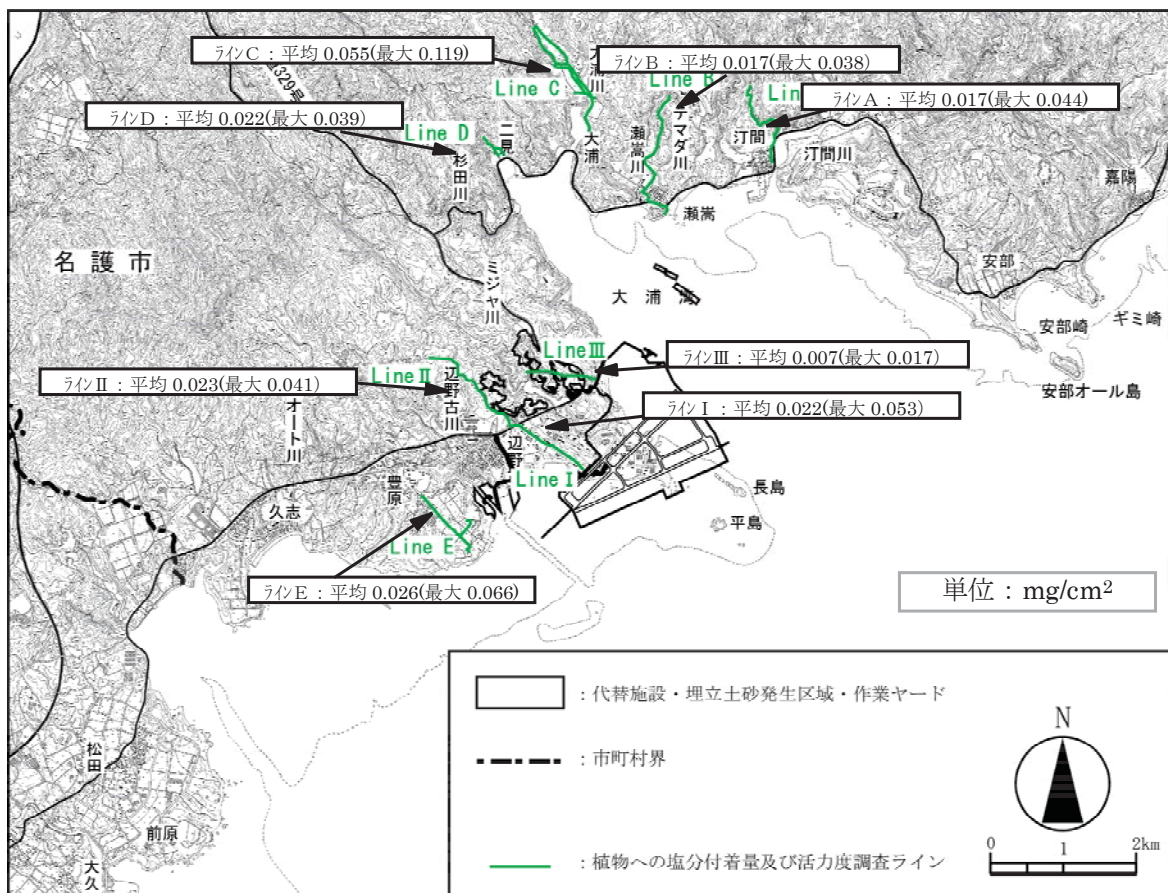 ﾗｲﾝC：平均 0.055(最大 0.119)
大浦川
ﾗｲﾝB：平均 0.017(最大 0.038)
329号
Line C
Line B
ﾗｲﾝA：平均 0.017(最大 0.044)
ﾗｲﾝD：平均 0.022(最大 0.039)
Line D
二見
杉田川
大浦
瀬嵩川
テマダ川
汀間
汀間川
嘉陽
瀬嵩
名護市
ミジャ川
大浦湾
安部
安部崎
ギミ崎
安部オール島
Line Ⅲ
ﾗｲﾝⅢ：平均 0.007(最大 0.017)
ﾗｲﾝⅡ：平均 0.023(最大 0.041)
Line Ⅱ
辺野古川
ﾗｲﾝⅠ：平均 0.022(最大 0.053)
オート川
辺野
Line Ⅰ
豊原
久志
長島
平島
Line E
ﾗｲﾝE：平均 0.026(最大 0.066)
単位：mg/cm²
：代替施設・埋立土砂発生区域・作業ヤード
：市町村界
：植物への塩分付着量及び活力度調査ライン
N
0 1 2km
松田
前原
大久